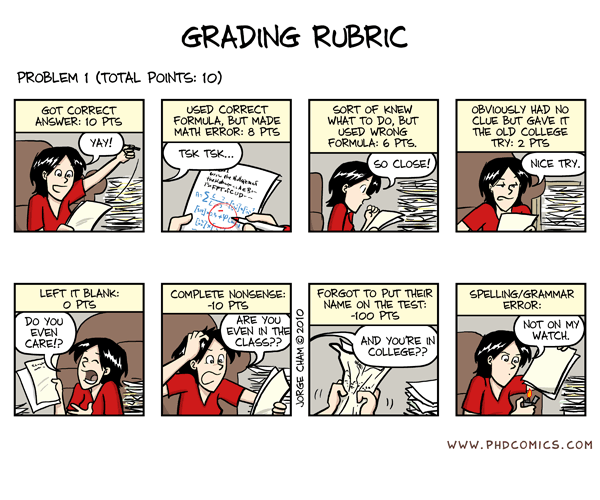 GRADING RUBRIC
PROBLEM 1 (TOTAL POINTS: 10)
GOT CORRECT
ANSWER: 10 PTS
YAY!
USED CORRECT
FORMULA, BUT MADE
MATH ERROR: 8 PTS
TSK TSK...
SORT OF KNEW
WHAT TO DO, BUT
USED WRONG
FORMULA: 6 PTS.
SO CLOSE!
OBVIOUSLY HAD NO
CLUE BUT GAVE IT
THE OLD COLLEGE
TRY: 2 PTS
NICE TRY.
LEFT IT BLANK:
0 PTS
DO YOU
EVEN
CARE!?
COMPLETE NONSENSE:
-10 PTS
ARE YOU
EVEN IN THE
CLASS??
JORGE CHAM © 2010
FORGOT TO PUT THEIR
NAME ON THE TEST:
-100 PTS
AND YOU'RE IN
COLLEGE??
SPELLING/GRAMMAR
ERROR:
NOT ON MY
WATCH.
WWW.PHDCOMICS.COM